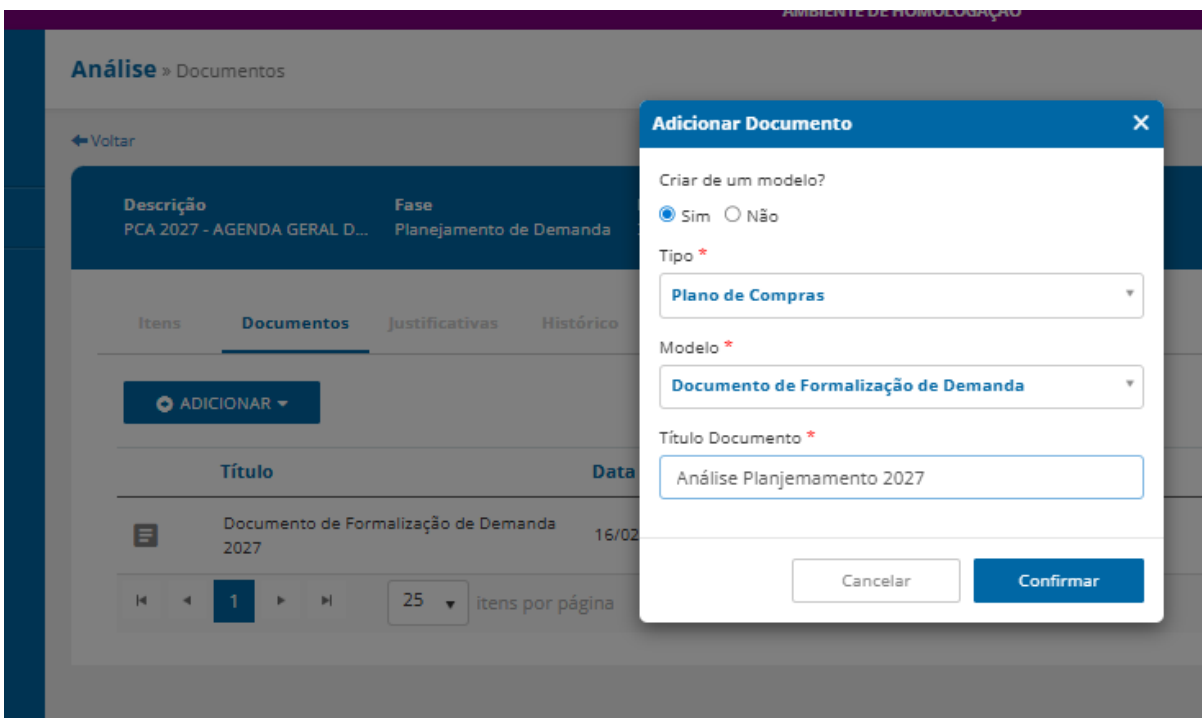 AMBIENTE DE HOMOLOGAÇÃO
Análise » Documentos
Voltar
Descrição Fase
PCA 2027 - AGENDA GERAL D... Planejamento de Demanda
Itens Documentos Justificativas Histórico
ADICIONAR
Título Data
Documento de Formalização de Demanda
2027
16/02
1
25 itens por página
Adicionar Documento
Criar de um modelo?
Sim Não
Tipo *
Plano de Compras
Modelo *
Documento de Formalização de Demanda
Título Documento *
Análise Planjemamento 2027
Cancelar Confirmar